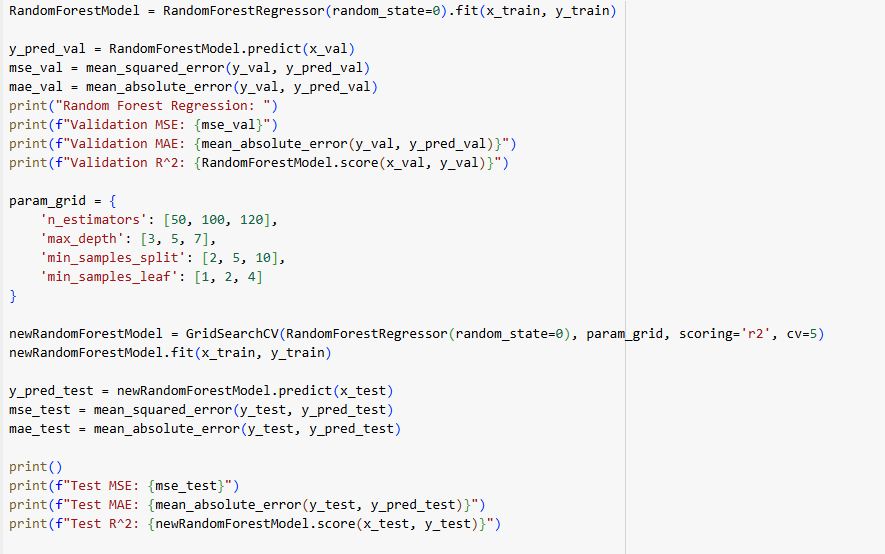 RandomForestModel = RandomForestRegressor(random_state=0).fit(x_train, y_train)

y_pred_val = RandomForestModel.predict(x_val)
mse_val = mean_squared_error(y_val, y_pred_val)
mae_val = mean_absolute_error(y_val, y_pred_val)
print("Random Forest Regression: ")
print(f"Validation MSE: {mse_val}")
print(f"Validation MAE: {mean_absolute_error(y_val, y_pred_val)}")
print(f"Validation R^2: {RandomForestModel.score(x_val, y_val)}")

param_grid = {
    'n_estimators': [50, 100, 120],
    'max_depth': [3, 5, 7],
    'min_samples_split': [2, 5, 10],
    'min_samples_leaf': [1, 2, 4]
}

newRandomForestModel = GridSearchCV(RandomForestRegressor(random_state=0), param_grid, scoring='r2', cv=5)
newRandomForestModel.fit(x_train, y_train)

y_pred_test = newRandomForestModel.predict(x_test)
mse_test = mean_squared_error(y_test, y_pred_test)
mae_test = mean_absolute_error(y_test, y_pred_test)

print()
print(f"Test MSE: {mse_test}")
print(f"Test MAE: {mean_absolute_error(y_test, y_pred_test)}")
print(f"Test R^2: {newRandomForestModel.score(x_test, y_test)}")